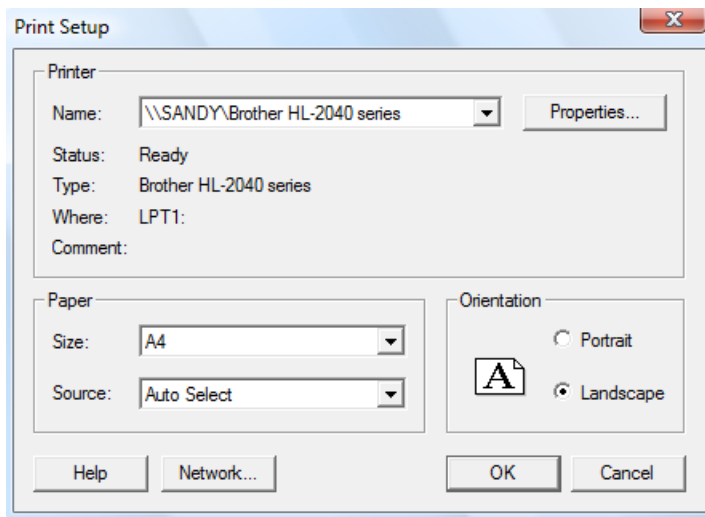 Print Setup
Printer
Name: \\SANDY\Brother HL-2040 series Properties...
Status: Ready
Type: Brother HL-2040 series
Where: LPT1:
Comment:
Paper
Size: A4
Source: Auto Select
Orientation
A
Portrait
Landscape
Help Network... OK Cancel